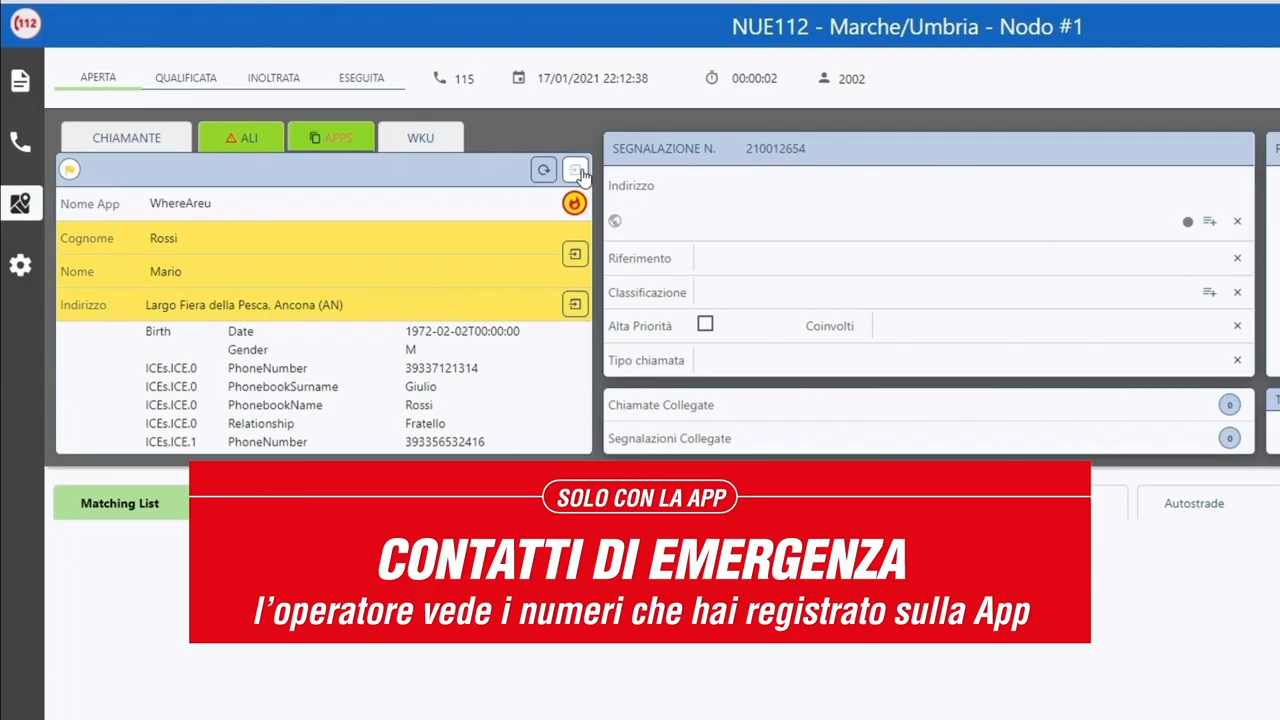 (112
NUE112 - Marche/Umbria - Nodo #1
APERTA QUALIFICATA INOLTRATA ESEGUITA 115 17/01/2021 22:12:38 00:00:02 2002
CHIAMANTE ALI APPS WKU
Nome App WhereAreu
Cognome Rossi
Nome Mario
Indirizzo Largo Fiera della Pesca, Ancona (AN)
Birth Date 1972-02-02T00:00:00
Gender M
ICEs.ICE.0 PhoneNumber 39337121314
ICEs.ICE.0 PhonebookSurname Giulio
ICEs.ICE.0 PhonebookName Rossi
ICEs.ICE.0 Relationship Fratello
ICEs.ICE.1 PhoneNumber 393356532416
SEGNALAZIONE N. 210012654
Indirizzo
Riferimento
Classificazione
Alta Priorità Coinvolti
Tipo chiamata
Chiamate Collegate 0
Segnalazioni Collegate 0
Matching List
Autostrade
SOLO CON LA APP
CONTATTI DI EMERGENZA
l'operatore vede i numeri che hai registrato sulla App